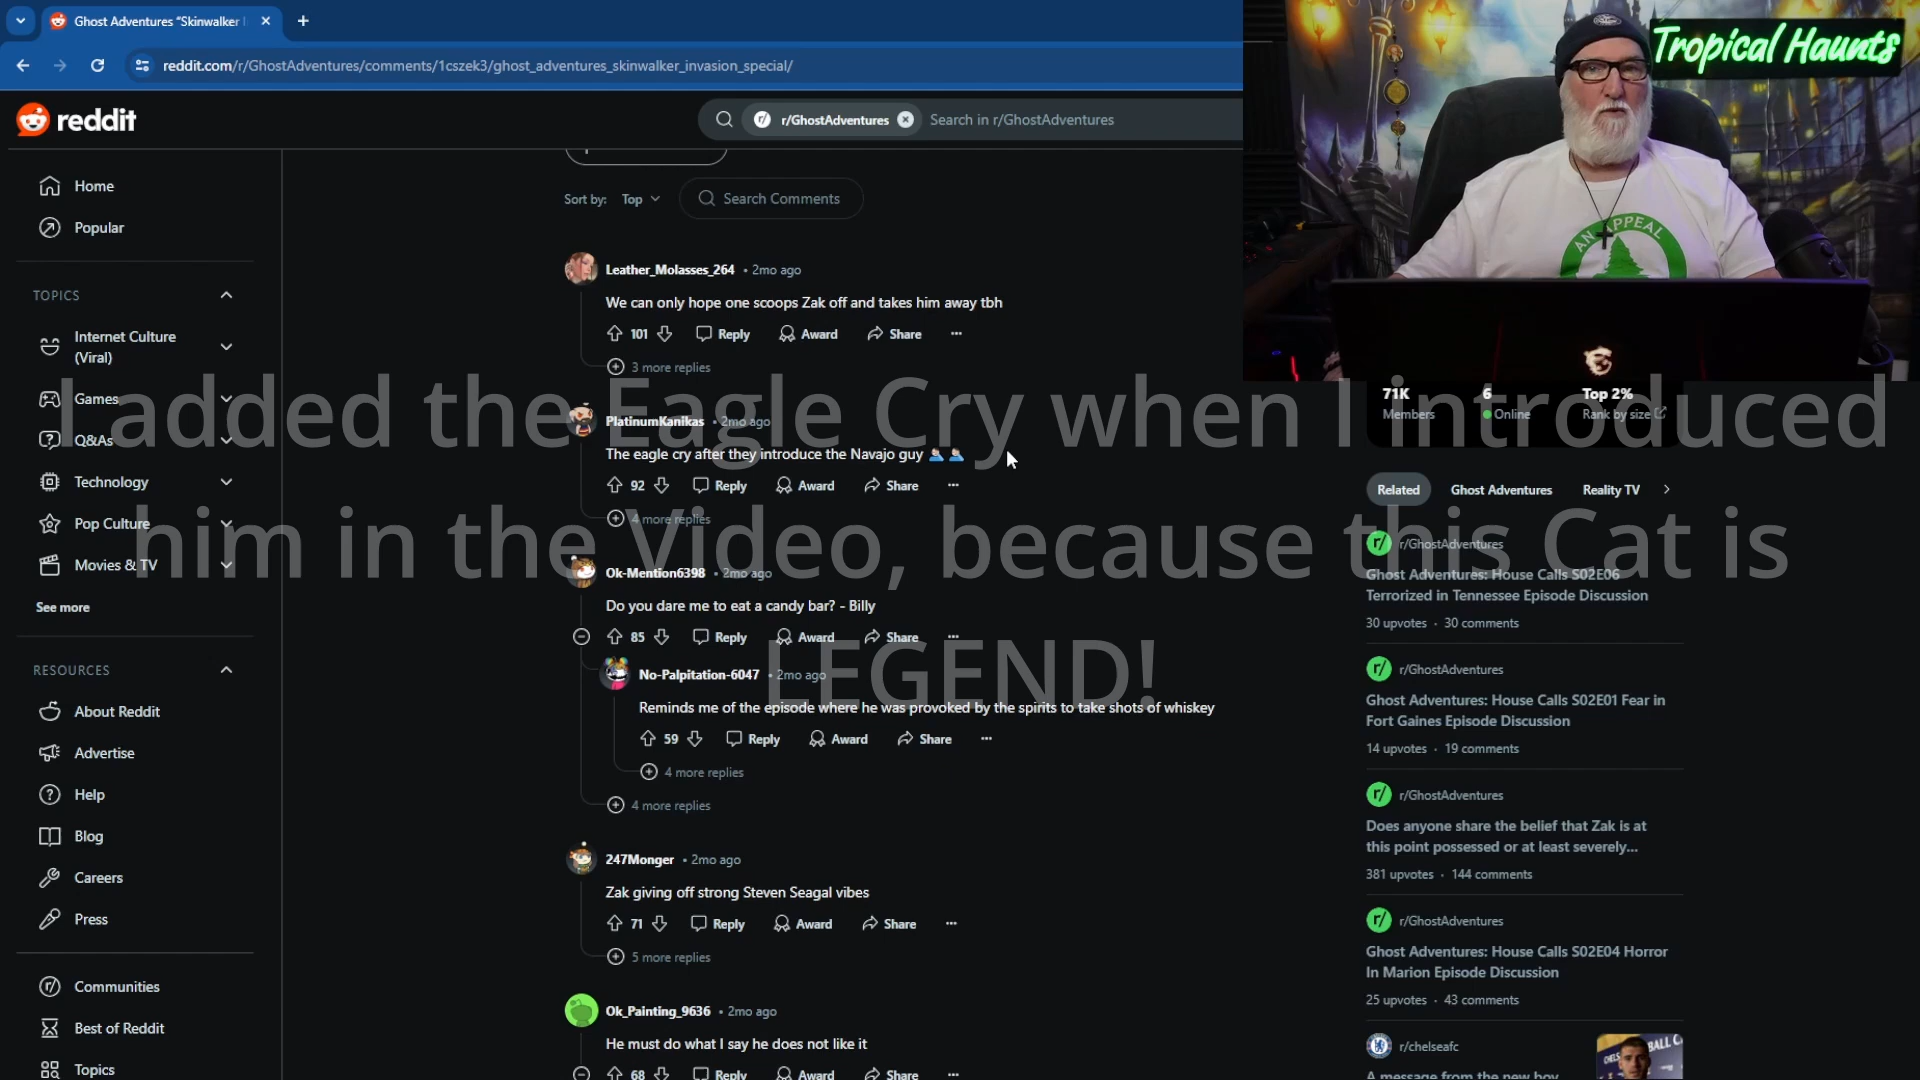 Ghost Adventures "Skinwalker
reddit.com/r/GhostAdventures/comments/1cszek3/ghost_adventures_skinwalker_invasion_special/
Tropical Haunts
reddit
r/GhostAdventures
Search in r/GhostAdventures
Home
Popular
TOPICS
Internet Culture
(Viral)
Games
Q&As
Technology
Pop Culture
Movies & TV
See more
RESOURCES
About Reddit
Advertise
Help
Blog
Careers
Press
Communities
Best of Reddit
Topics
Sort by: Top
Search Comments
Leather_Molasses_264 • 2mo ago
We can only hope one scoops Zak off and takes him away tbh
101 Reply Award Share
3 more replies
PlatinumKanikas • 2mo ago
The eagle cry after they introduce the Navajo guy
92 Reply Award Share
4 more replies
Ok-Mention6398 • 2mo ago
Do you dare me to eat a candy bar? - Billy
85 Reply Award Share
No-Palpitation-6047 • 2mo ago
Reminds me of the episode where he was provoked by the spirits to take shots of whiskey
59 Reply Award Share
4 more replies
4 more replies
247Monger • 2mo ago
Zak giving off strong Steven Seagal vibes
71 Reply Award Share
5 more replies
Ok_Painting_9636 • 2mo ago
He must do what I say he does not like it
68 Reply Award Share
I added the Eagle Cry when I introduced
him in the Video, because this Cat is
LEGEND!
AN APPEAL
71K 6 Top 2%
Members Online Rank by size
Related Ghost Adventures Reality TV
r/GhostAdventures
Ghost Adventures: House Calls S02E06
Terrorized in Tennessee Episode Discussion
30 upvotes · 30 comments
r/GhostAdventures
Ghost Adventures: House Calls S02E01 Fear in
Fort Gaines Episode Discussion
14 upvotes · 19 comments
r/GhostAdventures
Does anyone share the belief that Zak is at
this point possessed or at least severely...
381 upvotes · 144 comments
r/GhostAdventures
Ghost Adventures: House Calls S02E04 Horror
In Marion Episode Discussion
25 upvotes · 43 comments
r/chelseafc
A message from the new boy